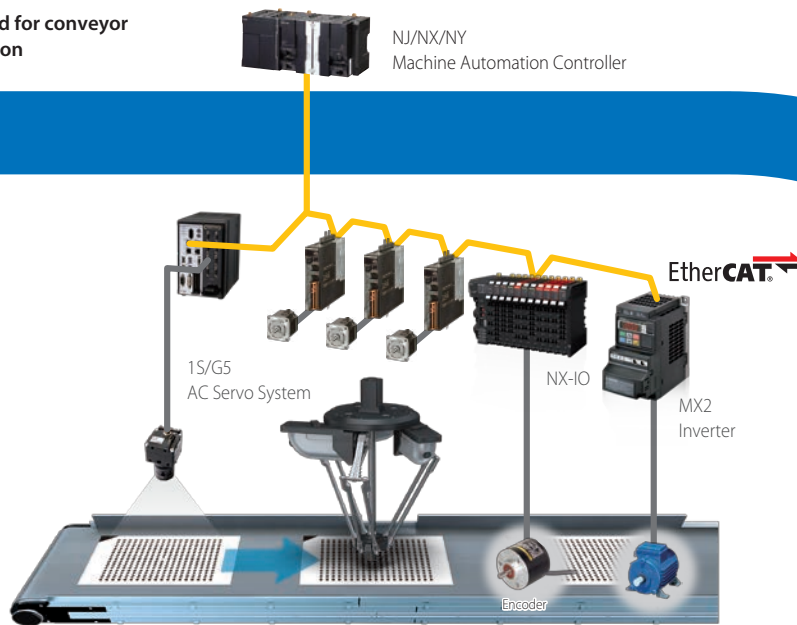 d for conveyor
on
NJ/NX/NY
Machine Automation Controller
EtherCAT®
1S/G5
AC Servo System
NX-IO
MX2
Inverter
Encoder